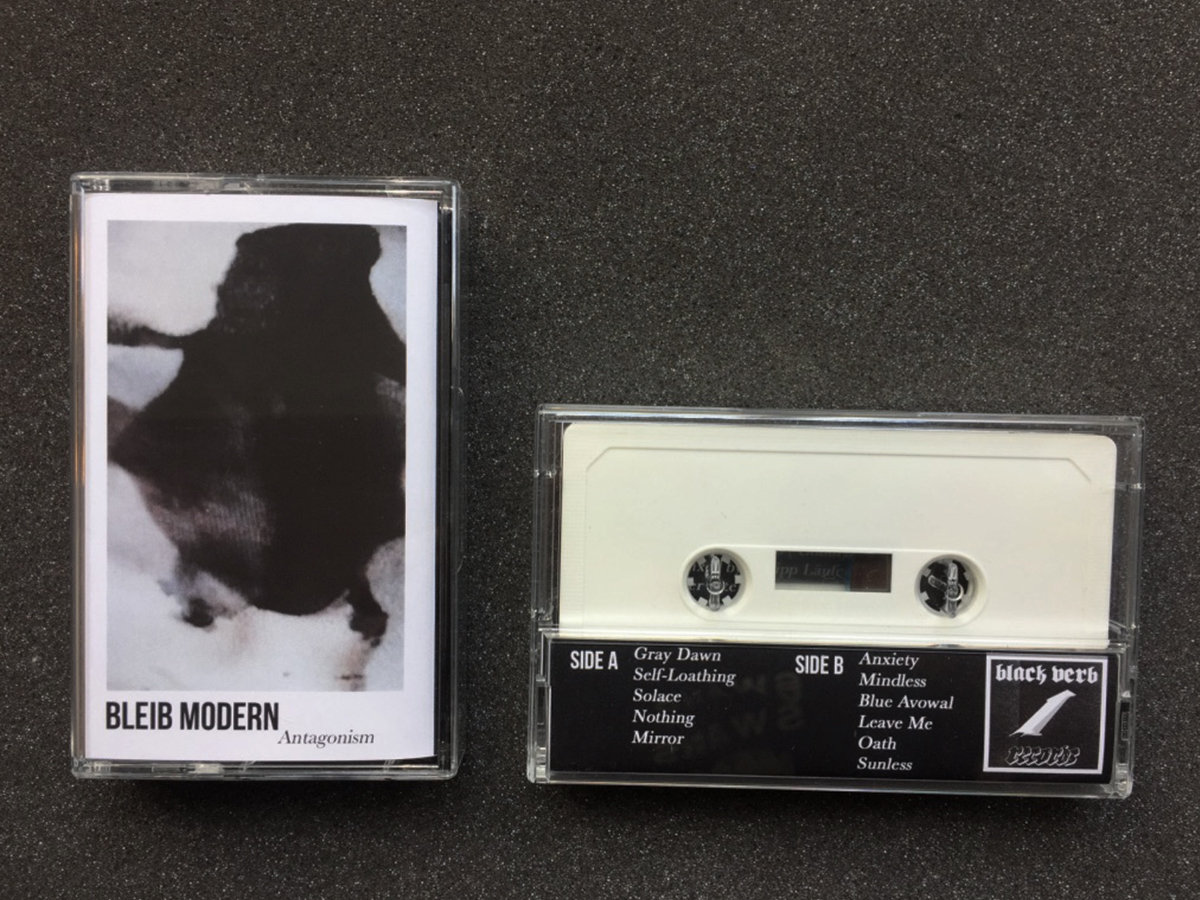 BLEIB MODERN
Antagonism
SIDE A
Gray Dawn
Self-Loathing
Solace
Nothing
Mirror
SIDE B
Anxiety
Mindless
Blue Avowal
Leave Me
Oath
Sunless
black verb
records